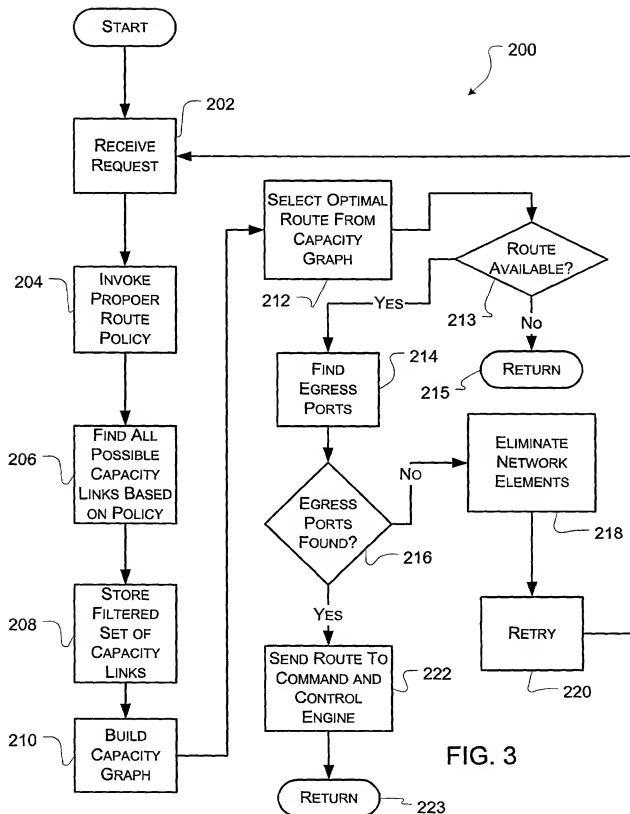 START
200
202
RECEIVE
REQUEST
204
INVOKE
PROPOER
ROUTE
POLICY
206
FIND ALL
POSSIBLE
CAPACITY
LINKS BASED
ON POLICY
208
STORE
FILTERED
SET OF
CAPACITY
LINKS
210
BUILD
CAPACITY
GRAPH
SELECT OPTIMAL
ROUTE FROM
CAPACITY
GRAPH
212
ROUTE
AVAILABLE?
213
YES
NO
RETURN
215
FIND
EGRESS
PORTS
214
EGRESS
PORTS
FOUND?
216
NO
ELIMINATE
NETWORK
ELEMENTS
218
RETRY
220
YES
SEND ROUTE TO
COMMAND AND
CONTROL
ENGINE
222
RETURN
223
FIG. 3